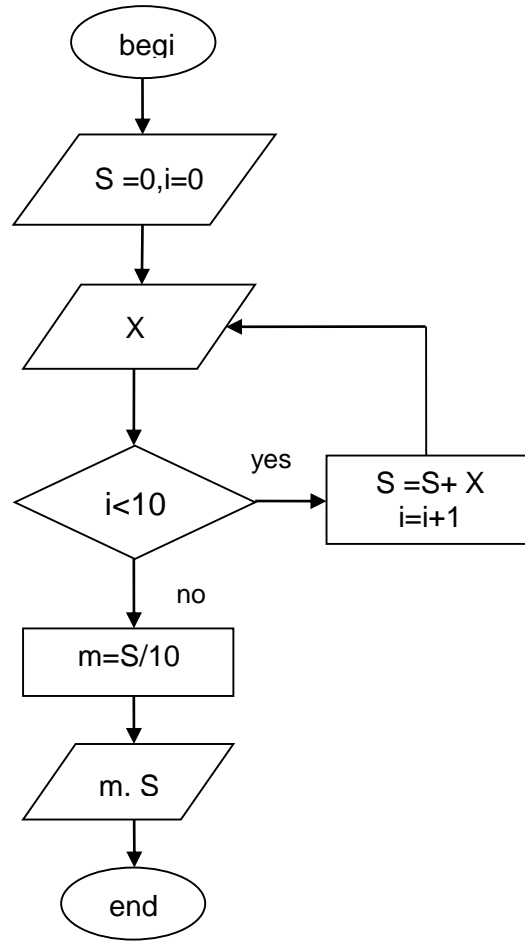 begi
S =0,i=0
X
i<10
yes
S =S+ X
i=i+1
no
m=S/10
m. S
end